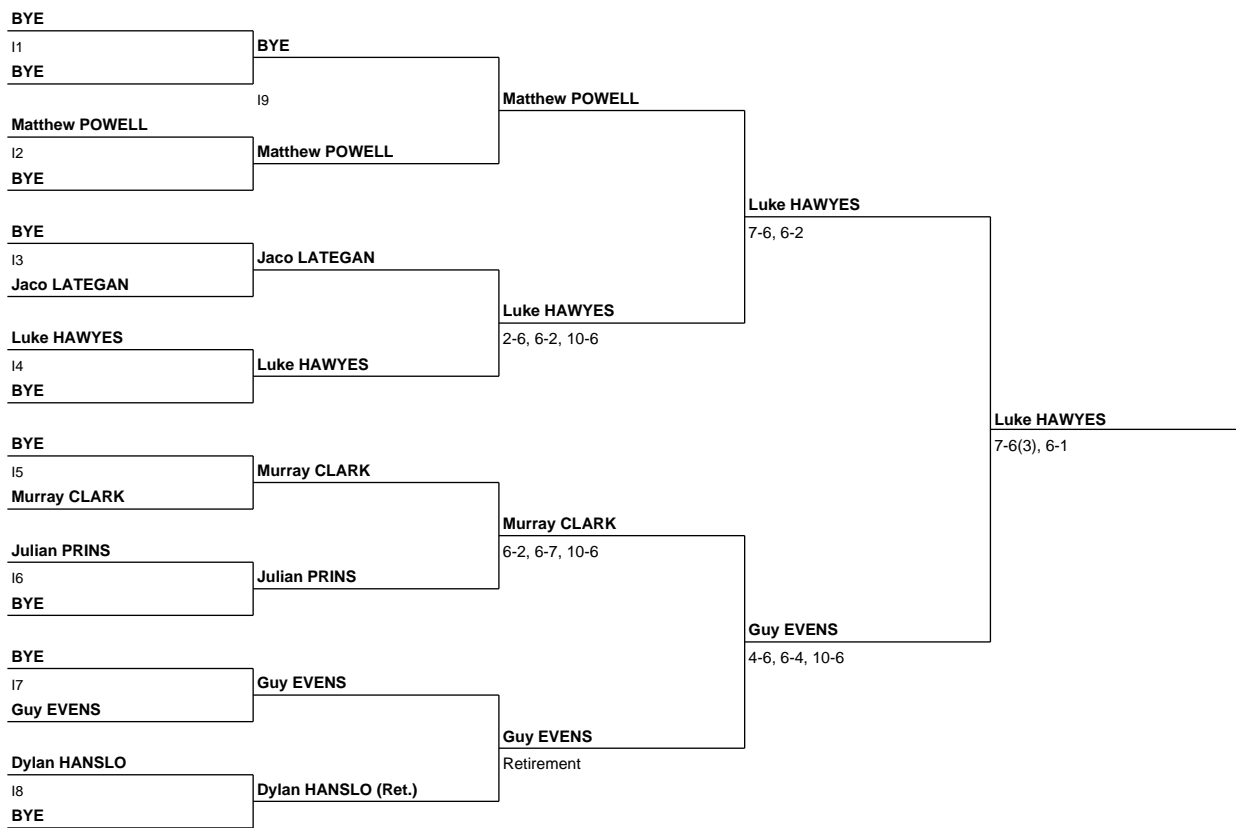 BYE
I1
BYE
BYE
I9
Matthew POWELL
Matthew POWELL
I2
Matthew POWELL
BYE
Luke HAWYES
7-6, 6-2
BYE
I3
Jaco LATEGAN
Jaco LATEGAN
Luke HAWYES
2-6, 6-2, 10-6
Luke HAWYES
I4
Luke HAWYES
BYE
Luke HAWYES
7-6(3), 6-1
BYE
I5
Murray CLARK
Murray CLARK
Murray CLARK
6-2, 6-7, 10-6
Julian PRINS
I6
Julian PRINS
BYE
Guy EVENS
4-6, 6-4, 10-6
BYE
I7
Guy EVENS
Guy EVENS
Guy EVENS
Retirement
Dylan HANSLO
I8
Dylan HANSLO (Ret.)
BYE